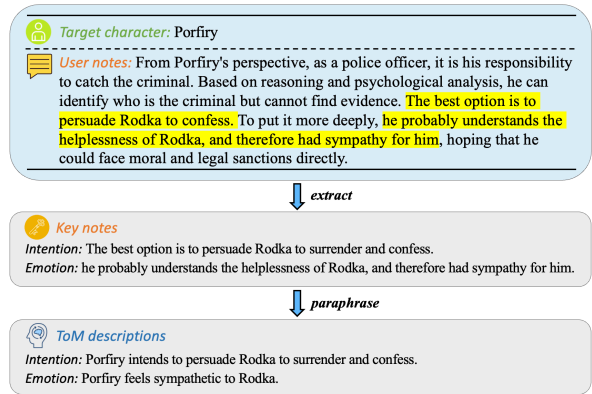 Target character: Porfiry
User notes: From Porfiry's perspective, as a police officer, it is his responsibility
to catch the criminal. Based on reasoning and psychological analysis, he can
identify who is the criminal but cannot find evidence. The best option is to
persuade Rodka to confess. To put it more deeply, he probably understands the
helplessness of Rodka, and therefore had sympathy for him, hoping that he
could face moral and legal sanctions directly.
extract
Key notes
Intention: The best option is to persuade Rodka to surrender and confess.
Emotion: he probably understands the helplessness of Rodka, and therefore had sympathy for him.
paraphrase
ToM descriptions
Intention: Porfiry intends to persuade Rodka to surrender and confess.
Emotion: Porfiry feels sympathetic to Rodka.